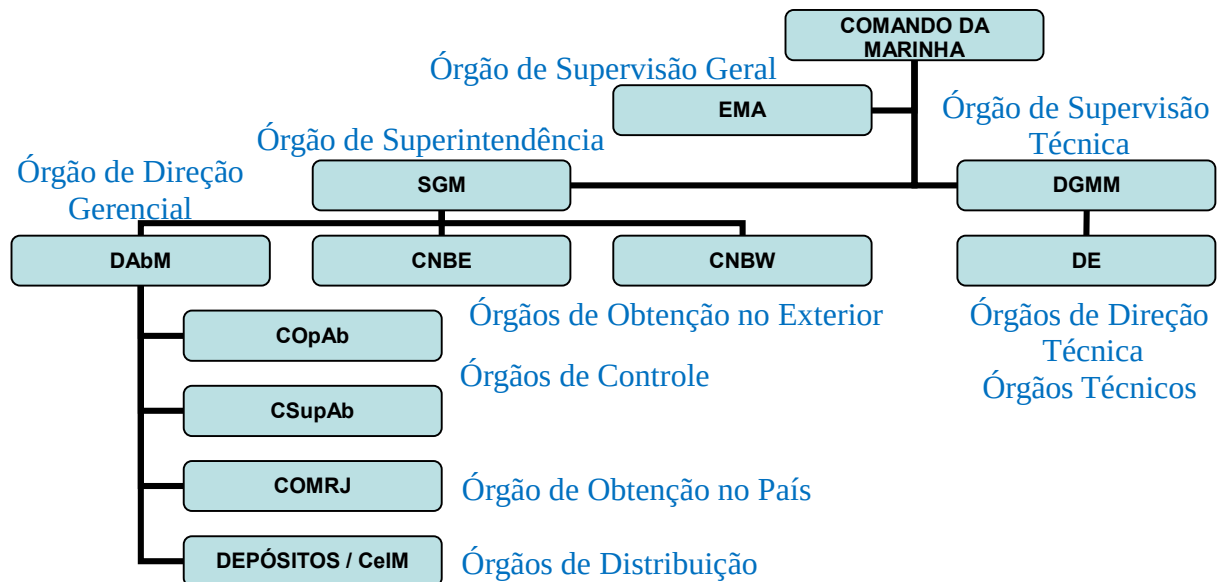 COMANDO DA
MARINHA
Órgão de Supervisão Geral
EMA
Órgão de Supervisão
Técnica
Órgão de Superintendência
Órgão de Direção
Gerencial
SGM
DGMM
DAbM
CNBE
CNBW
DE
Órgãos de Obtenção no Exterior
Órgãos de Direção
Técnica
Órgãos Técnicos
COpAb
Órgãos de Controle
CSupAb
COMRJ
Órgão de Obtenção no País
DEPÓSITOS / CeIM
Órgãos de Distribuição